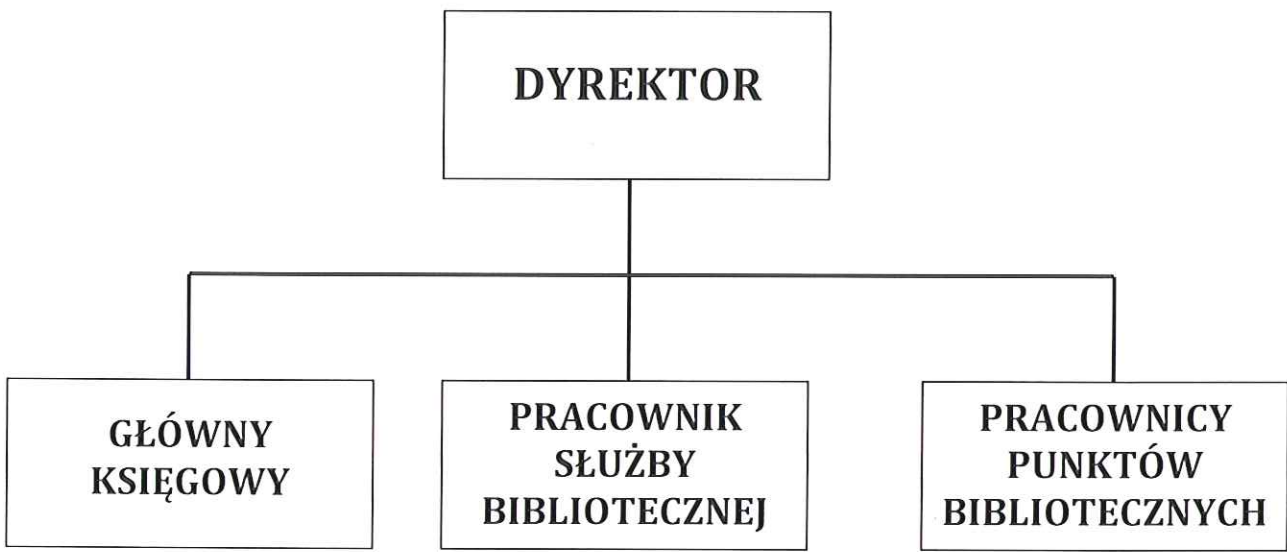 DYREKTOR
GŁÓWNY
KSIĘGOWY
PRACOWNIK
SŁUŻBY
BIBLIOTECZNEJ
PRACOWNICY
PUNKTÓW
BIBLIOTECZNYCH